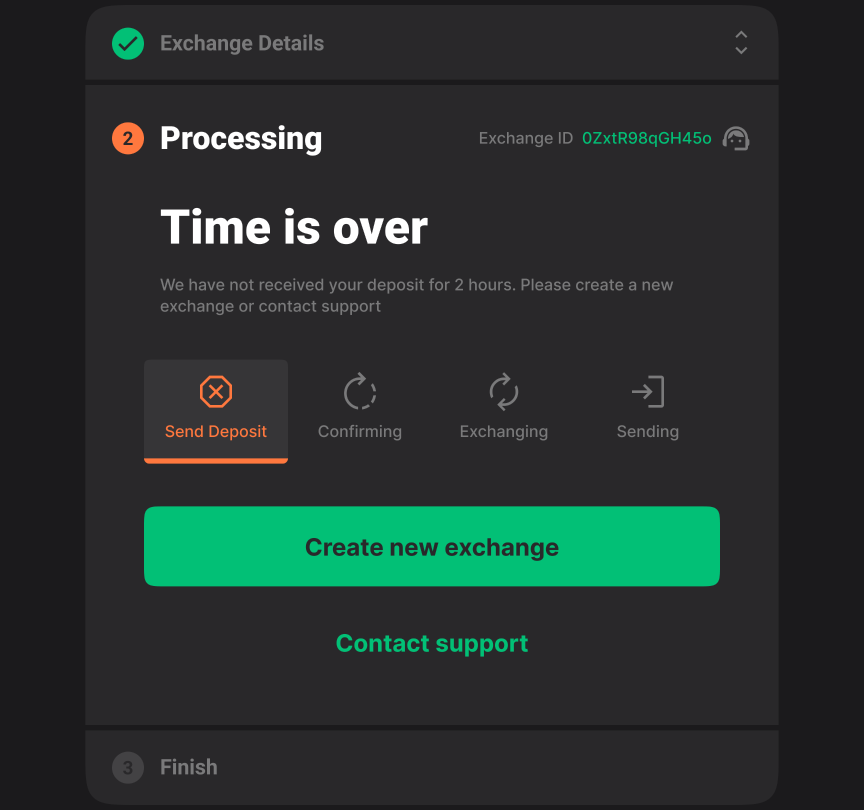 Exchange Details
2 Processing
Exchange ID 0ZxtR98qGH45o
Time is over
We have not received your deposit for 2 hours. Please create a new
exchange or contact support
Send Deposit
Confirming
Exchanging
Sending
Create new exchange
Contact support
3 Finish